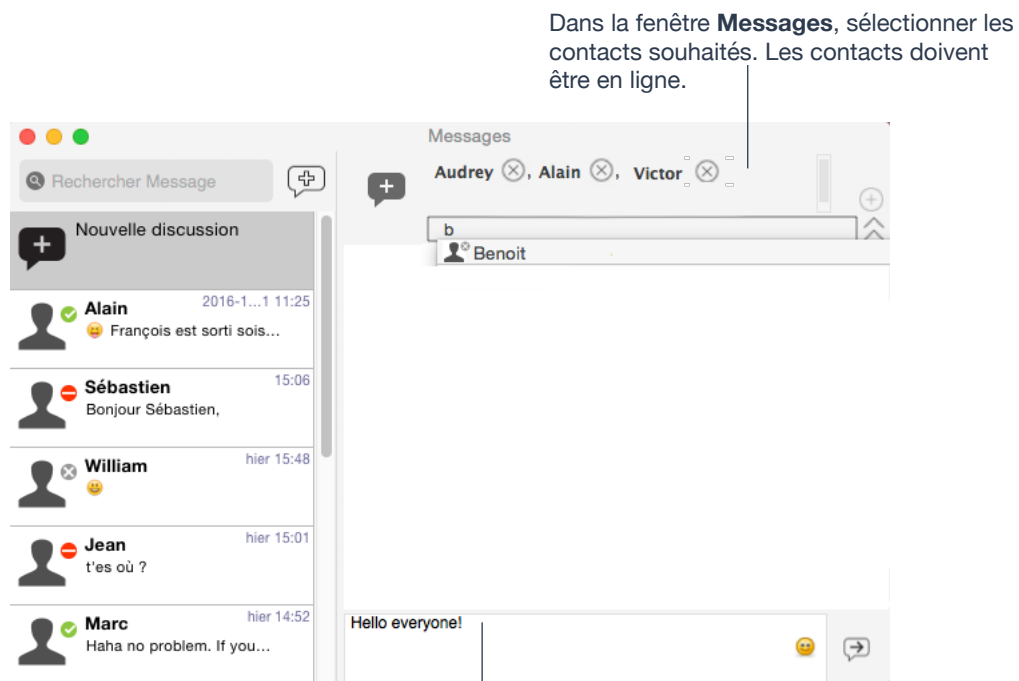 Dans la fenêtre Messages, sélectionner les
contacts souhaités. Les contacts doivent
être en ligne.
Messages
Rechercher Message
Audrey , Alain , Victor
b
Benoit
Nouvelle discussion
Alain 2016-1...1 11:25
François est sorti sois...
Sébastien 15:06
Bonjour Sébastien,
William hier 15:48
Jean hier 15:01
t'es où ?
Marc hier 14:52
Haha no problem. If you...
Hello everyone!